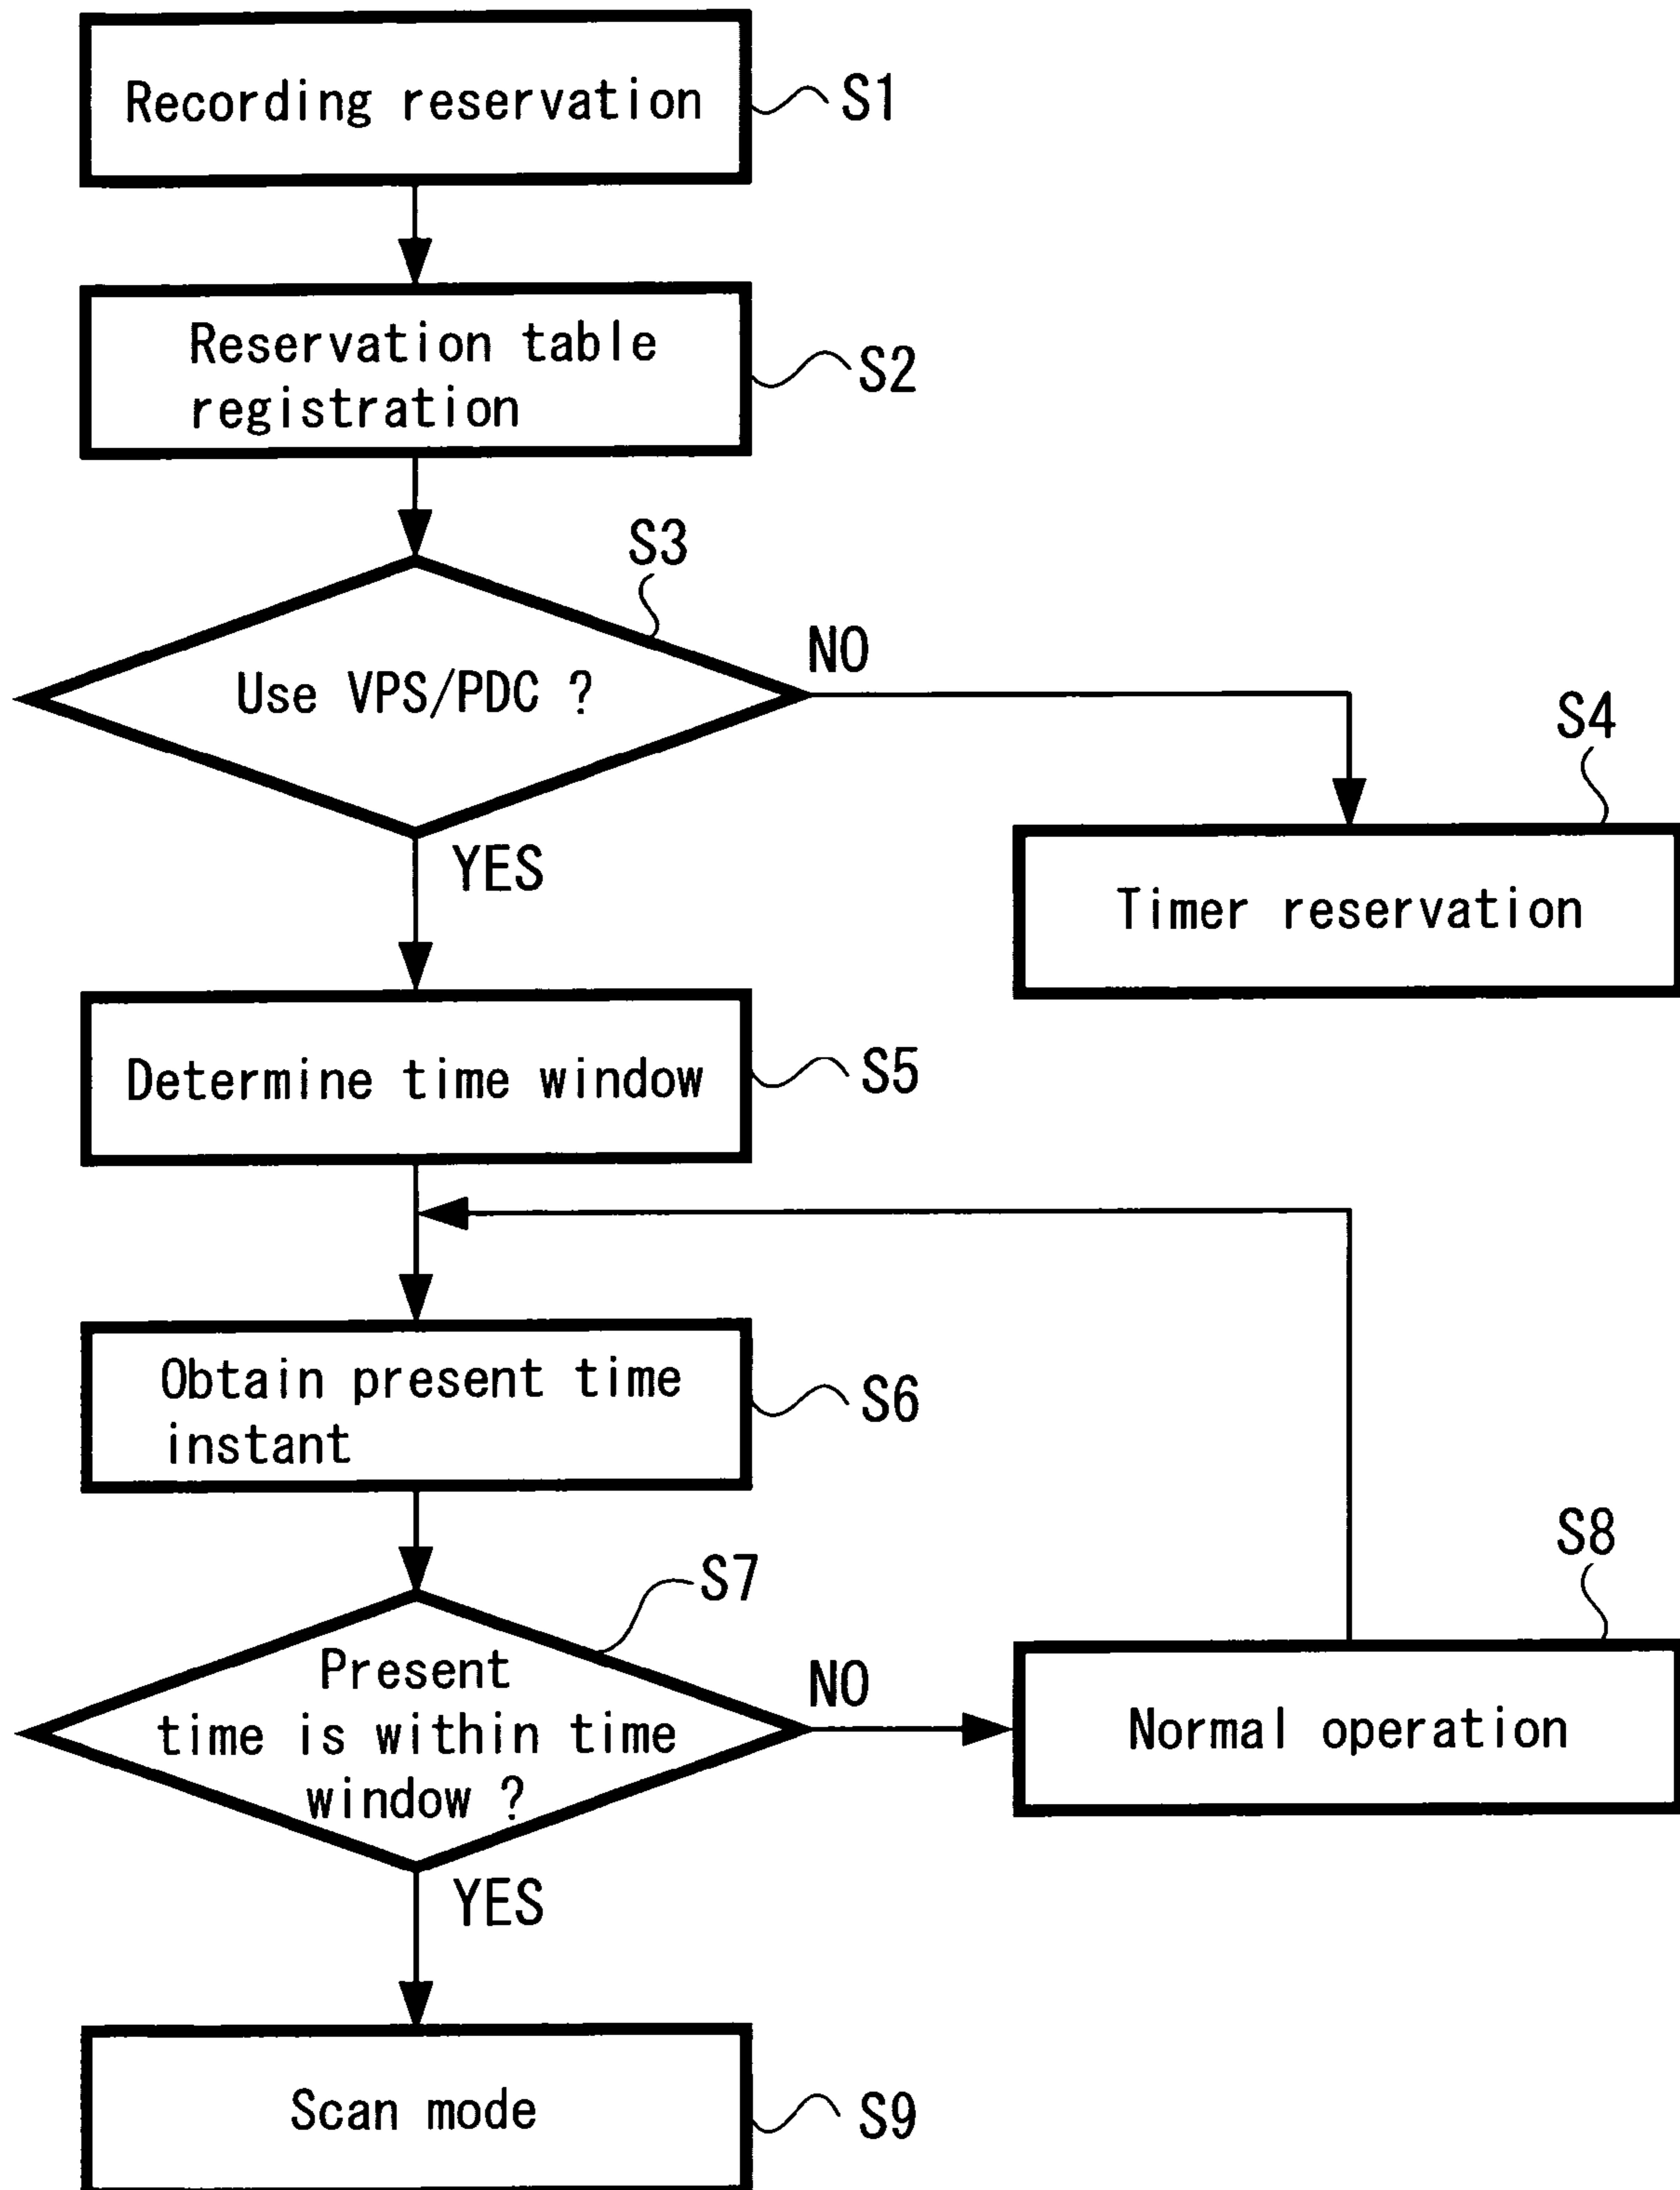 Recording reservation
S1
Reservation table
registration
S2
S3
Use VPS/PDC ?
NO
S4
YES
Timer reservation
Determine time window
S5
Obtain present time
instant
S6
S7
Present
time is within time
window ?
NO
S8
Normal operation
YES
Scan mode
S9